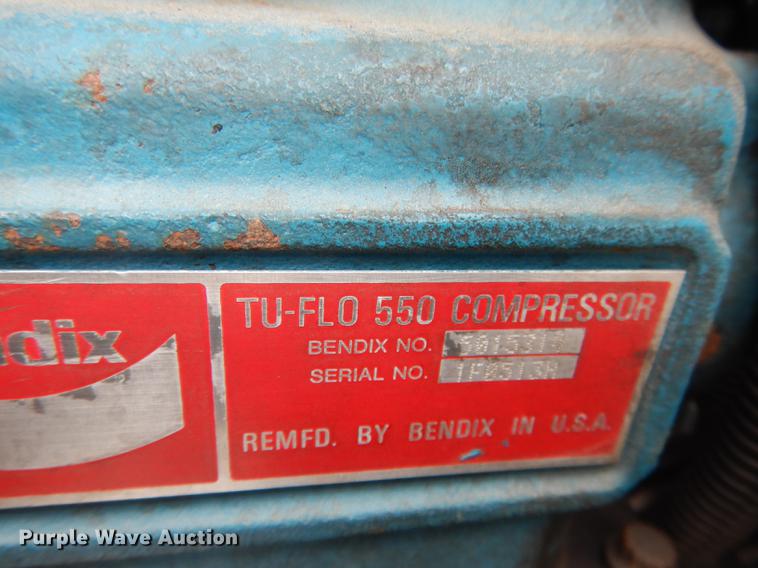 ndix
TU-FLO 550 COMPRESSOR
BENDIX NO.
SERIAL NO.
REMFD. BY BENDIX IN U.S.A.
Purple Wave Auction